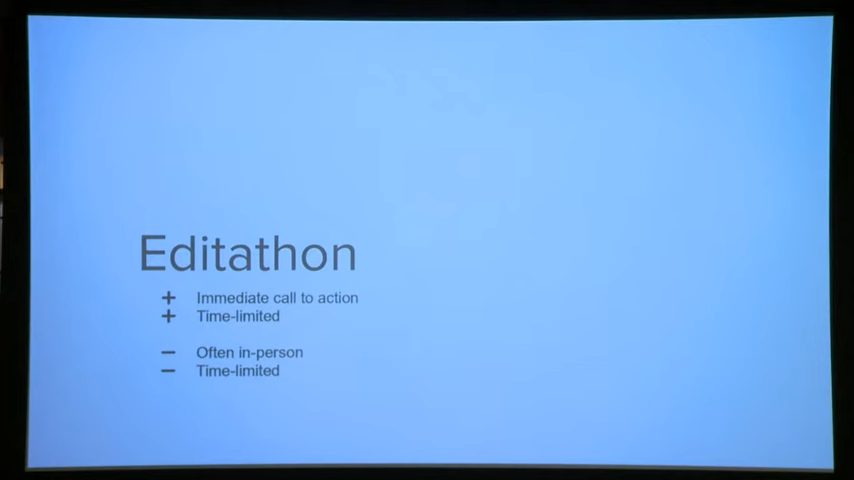 Editathon
+ Immediate call to action
+ Time-limited
− Often in-person
− Time-limited